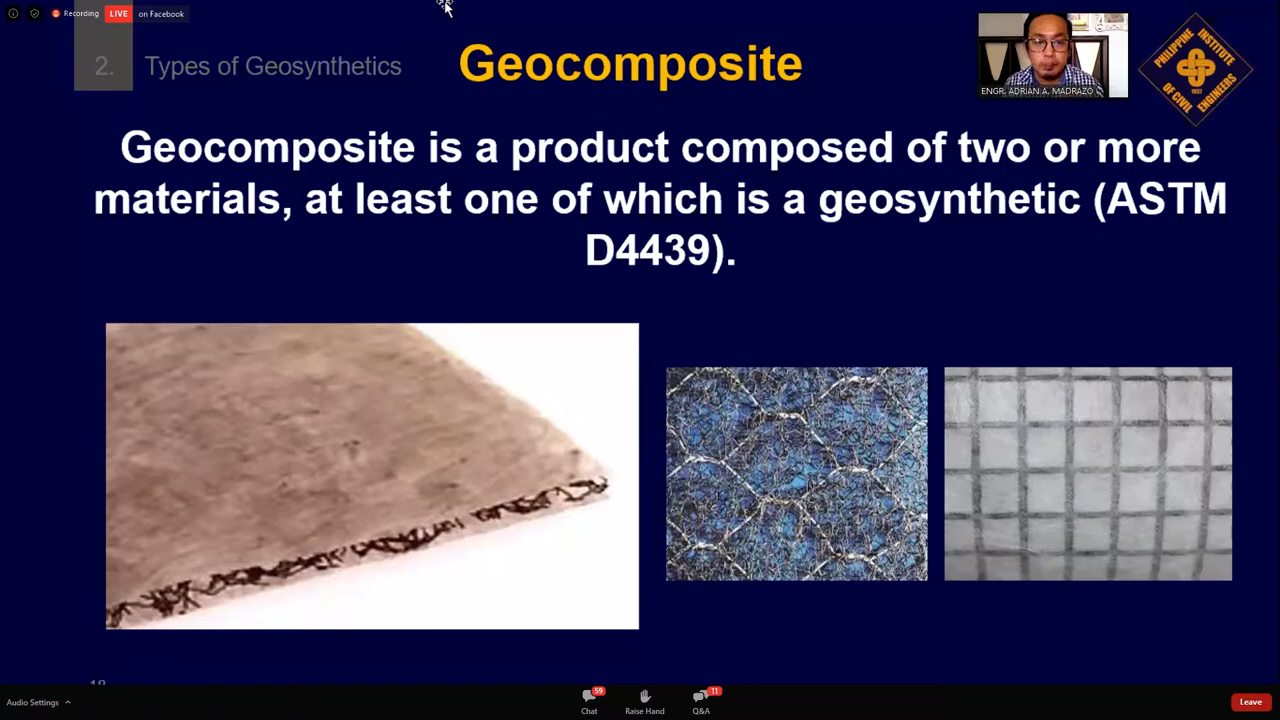 Recording LIVE on Facebook
2. Types of Geosynthetics
Geocomposite
ENGR. ADRIAN A. MADRAZO
PHILIPPINE INSTITUTE
1937
OF CIVIL ENGINEERS
Geocomposite is a product composed of two or more
materials, at least one of which is a geosynthetic (ASTM
D4439).
Audio Settings
59
Chat
Raise Hand
11
Q&A
Leave